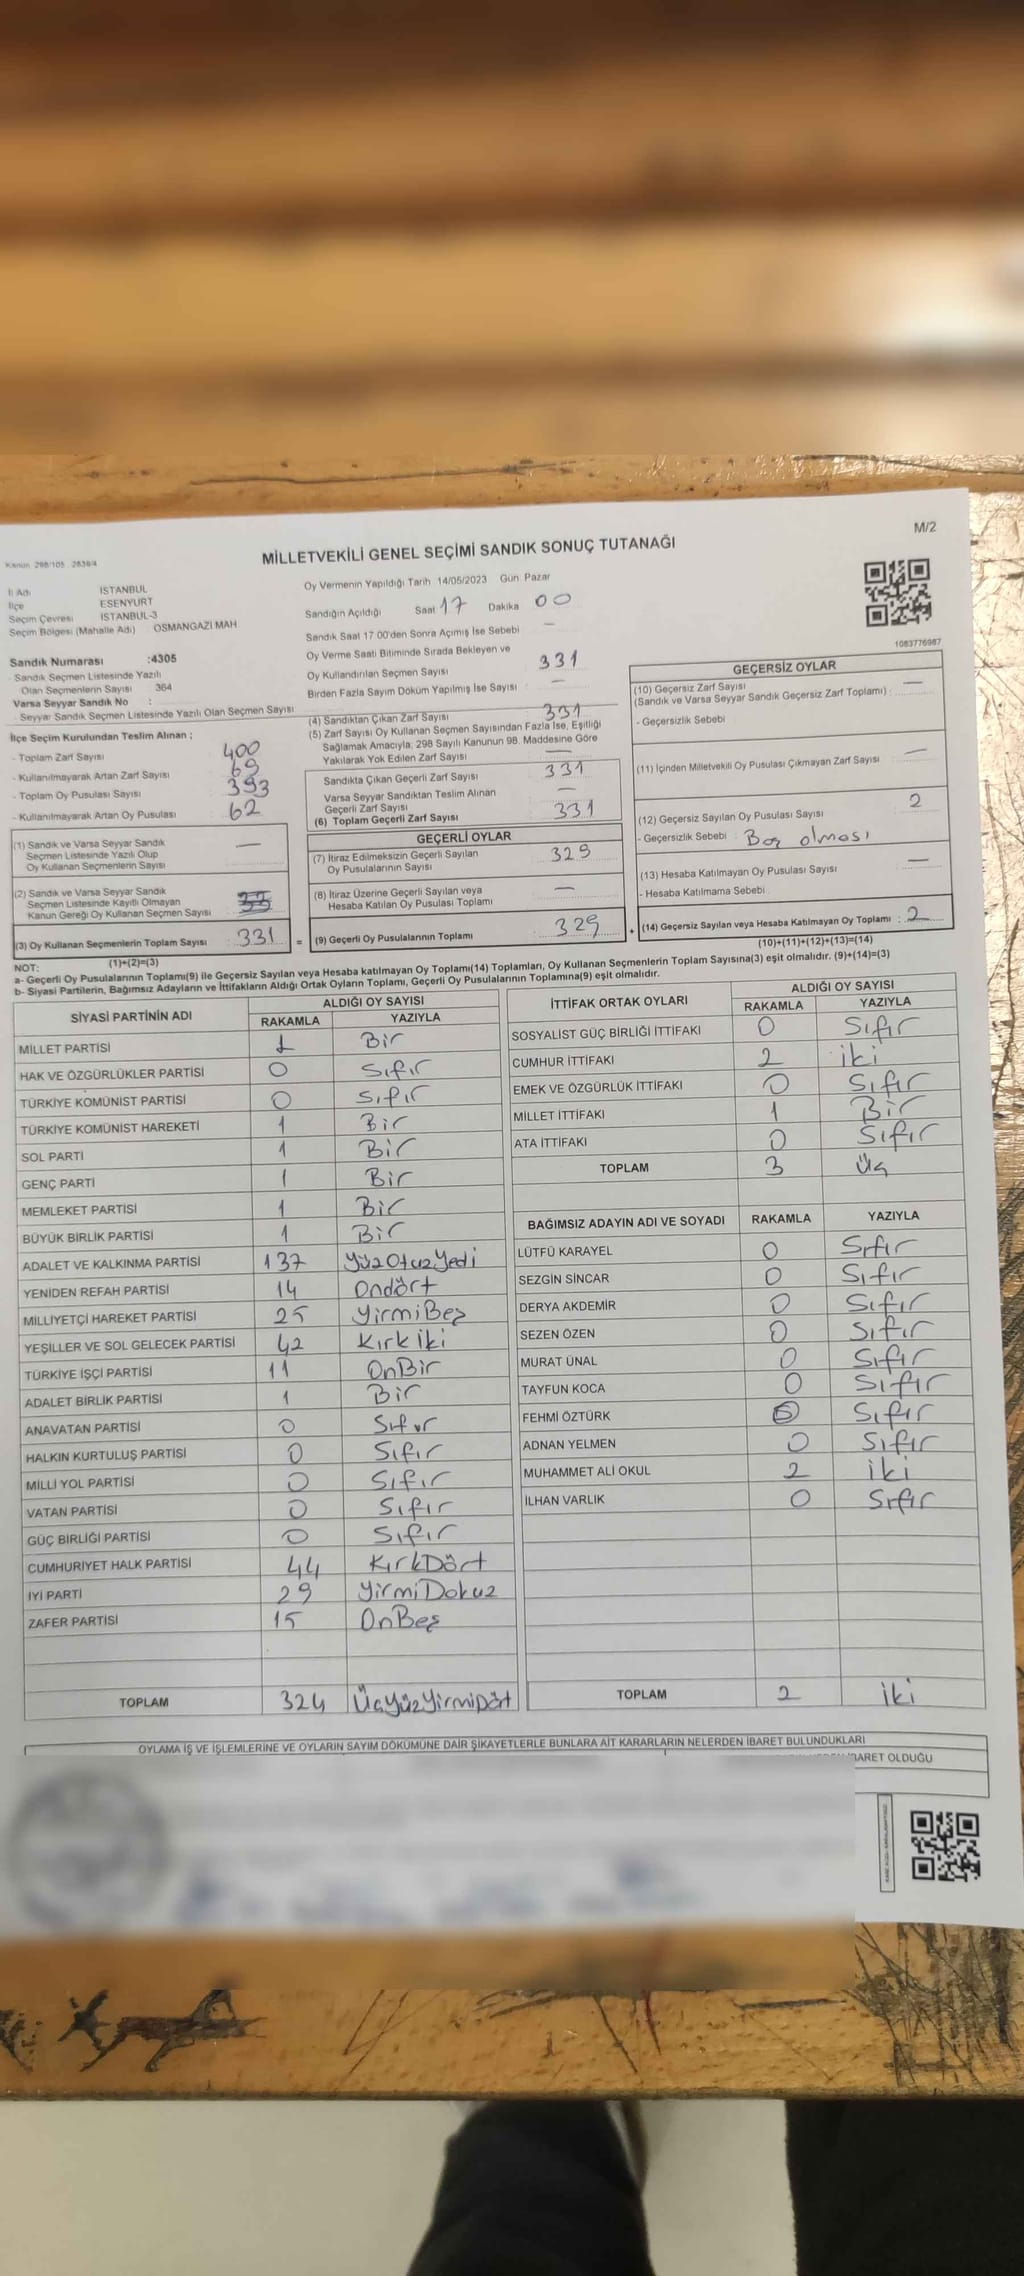 M/2
Kanun 298/105
MİLLETVEKİLİ GENEL SEÇİMİ SANDIK SONUÇ TUTANAĞI
İl Adı İSTANBUL
İlçe ESENYURT
Seçim Çevresi İSTANBUL-3
Seçim Bölgesi (Mahalle Adı) OSMANGAZİ MAH
Sandık Numarası :4305
- Sandık Seçmen Listesinde Yazılı
Olan Seçmenlerin Sayısı 364
Varsa Seyyar Sandık No :
- Seyyar Sandık Seçmen Listesinde Yazılı Olan Seçmen Sayısı
İlçe Seçim Kurulundan Teslim Alınan ;
- Toplam Zarf Sayısı 400
- Kullanılmayarak Artan Zarf Sayısı 69
- Toplam Oy Pusulası Sayısı 393
- Kullanılmayarak Artan Oy Pusulası 62
(1) Sandık ve Varsa Seyyar Sandık
Seçmen Listesinde Yazılı Olup
Oy Kullanan Seçmenlerin Sayısı —
(2) Sandık ve Varsa Seyyar Sandık
Seçmen Listesinde Kayıtlı Olmayan
Kanun Gereği Oy Kullanan Seçmen Sayısı
(3) Oy Kullanan Seçmenlerin Toplam Sayısı 331 =
(1)+(2)=(3)
Oy Vermenin Yapıldığı Tarih 14/05/2023 Gün Pazar
Sandığın Açıldığı Saat 17 Dakika 00
Sandık Saat 17 00'den Sonra Açımış İse Sebebi —
Oy Verme Saati Bitiminde Sırada Bekleyen ve
Oy Kullandırılan Seçmen Sayısı 331
Birden Fazla Sayım Döküm Yapılmış İse Sayısı —
(4) Sandıktan Çıkan Zarf Sayısı 331
(5) Zarf Sayısı Oy Kullanan Seçmen Sayısından Fazla İse, Eşitliği
Sağlamak Amacıyla, 298 Sayılı Kanunun 98. Maddesine Göre
Yakılarak Yok Edilen Zarf Sayısı —
Sandıkta Çıkan Geçerli Zarf Sayısı 331
Varsa Seyyar Sandıktan Teslim Alınan
Geçerli Zarf Sayısı —
(6) Toplam Geçerli Zarf Sayısı 331
GEÇERLİ OYLAR
(7) İtiraz Edilmeksizin Geçerli Sayılan
Oy Pusulalarının Sayısı 329
(8) İtiraz Üzerine Geçerli Sayılan veya
Hesaba Katılan Oy Pusulası Toplamı —
(9) Geçerli Oy Pusulalarının Toplamı 329 +
1083776987
GEÇERSİZ OYLAR
(10) Geçersiz Zarf Sayısı —
(Sandık ve Varsa Seyyar Sandık Geçersiz Zarf Toplamı) :
- Geçersizlik Sebebi
(11) İçinden Milletvekili Oy Pusulası Çıkmayan Zarf Sayısı —
(12) Geçersiz Sayılan Oy Pusulası Sayısı 2
- Geçersizlik Sebebi : Boş olması
(13) Hesaba Katılmayan Oy Pusulası Sayısı —
- Hesaba Katılmama Sebebi
(14) Geçersiz Sayılan veya Hesaba Katılmayan Oy Toplamı : 2
(10)+(11)+(12)+(13)=(14)
NOT:
a- Geçerli Oy Pusulalarının Toplamı(9) ile Geçersiz Sayılan veya Hesaba katılmayan Oy Toplamı(14) Toplamları, Oy Kullanan Seçmenlerin Toplam Sayısına(3) eşit olmalıdır. (9)+(14)=(3)
b- Siyasi Partilerin, Bağımsız Adayların ve İttifakların Aldığı Ortak Oyların Toplamı, Geçerli Oy Pusulalarının Toplamına(9) eşit olmalıdır.
SİYASİ PARTİNİN ADI ALDIĞI OY SAYISI
RAKAMLA YAZIYLA
MİLLET PARTİSİ 1 Bir
HAK VE ÖZGÜRLÜKLER PARTİSİ 0 Sıfır
TÜRKİYE KOMÜNİST PARTİSİ 0 Sıfır
TÜRKİYE KOMÜNİST HAREKETİ 1 Bir
SOL PARTİ 1 Bir
GENÇ PARTİ 1 Bir
MEMLEKET PARTİSİ 1 Bir
BÜYÜK BİRLİK PARTİSİ 1 Bir
ADALET VE KALKINMA PARTİSİ 137 YüzOtuzYedi
YENİDEN REFAH PARTİSİ 14 Ondört
MİLLİYETÇİ HAREKET PARTİSİ 25 YirmiBeş
YEŞİLLER VE SOL GELECEK PARTİSİ 42 Kırk iki
TÜRKİYE İŞÇİ PARTİSİ 11 OnBir
ADALET BİRLİK PARTİSİ 1 Bir
ANAVATAN PARTİSİ 0 Sıfır
HALKIN KURTULUŞ PARTİSİ 0 Sıfır
MİLLİ YOL PARTİSİ 0 Sıfır
VATAN PARTİSİ 0 Sıfır
GÜÇ BİRLİĞİ PARTİSİ 0 Sıfır
CUMHURİYET HALK PARTİSİ 44 KırkDört
İYİ PARTİ 29 YirmiDokuz
ZAFER PARTİSİ 15 OnBeş
TOPLAM 324 ÜçYüzYirmiDört
İTTİFAK ORTAK OYLARI ALDIĞI OY SAYISI
RAKAMLA YAZIYLA
SOSYALİST GÜÇ BİRLİĞİ İTTİFAKI 0 Sıfır
CUMHUR İTTİFAKI 2 iki
EMEK VE ÖZGÜRLÜK İTTİFAKI 0 Sıfır
MİLLET İTTİFAKI 1 Bir
ATA İTTİFAKI 0 Sıfır
TOPLAM 3 Üç
BAĞIMSIZ ADAYIN ADI VE SOYADI RAKAMLA YAZIYLA
LÜTFÜ KARAYEL 0 Sıfır
SEZGİN SİNCAR 0 Sıfır
DERYA AKDEMİR 0 Sıfır
SEZEN ÖZEN 0 Sıfır
MURAT ÜNAL 0 Sıfır
TAYFUN KOCA 0 Sıfır
FEHMİ ÖZTÜRK 0 Sıfır
ADNAN YELMEN 0 Sıfır
MUHAMMET ALİ OKUL 2 iki
İLHAN VARLIK 0 Sıfır
TOPLAM 2 iki
OYLAMA İŞ VE İŞLEMLERİNE VE OYLARIN SAYIM DÖKÜMÜNE DAİR ŞİKAYETLERLE BUNLARA AİT KARARLARIN NELERDEN İBARET BULUNDUKLARI
OLDUĞU